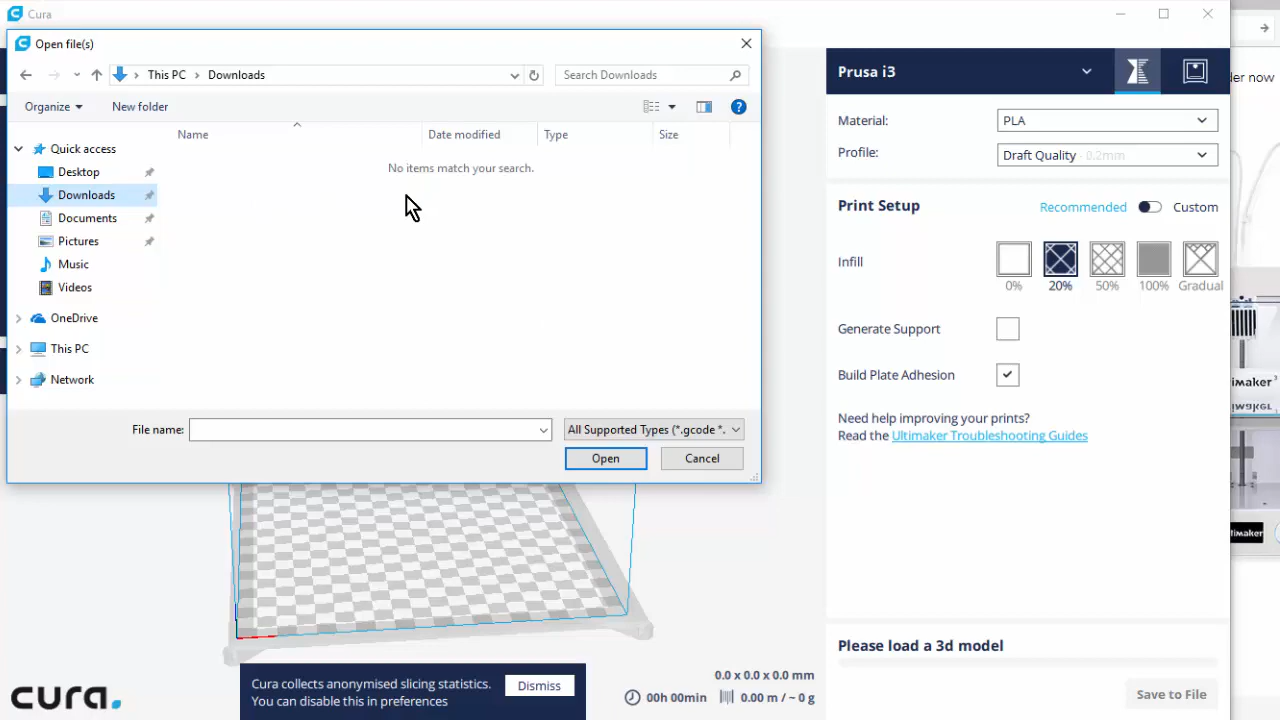 Cura
Open file(s)
This PC > Downloads
Search Downloads
Organize
New folder
Name
Date modified
Type
Size
No items match your search.
Quick access
Desktop
Downloads
Documents
Pictures
Music
Videos
OneDrive
This PC
Network
File name:
All Supported Types (*.gcode *.
Open
Cancel
Prusa i3
Material:
PLA
Profile:
Draft Quality - 0.2mm
Print Setup
Recommended
Custom
Infill
0%
20%
50%
100%
Gradual
Generate Support
Build Plate Adhesion
Need help improving your prints?
Read the Ultimaker Troubleshooting Guides
Please load a 3d model
Save to File
0.0 x 0.0 x 0.0 mm
00h 00min
0.00 m / ~ 0 g
Cura collects anonymised slicing statistics.
You can disable this in preferences
Dismiss
cura.
now